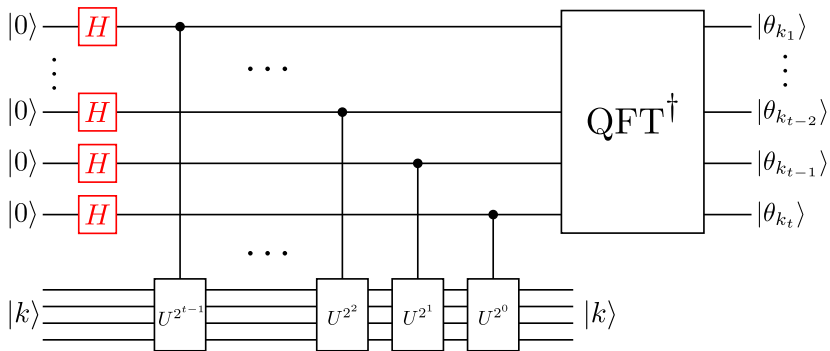 |0⟩ H |θ_{k_1}⟩
⋮ ⋯ ⋮
|0⟩ H QFT^† |θ_{k_{t−2}}⟩
|0⟩ H |θ_{k_{t−1}}⟩
|0⟩ H |θ_{k_t}⟩
⋯
|k⟩ U^{2^{t−1}} U^{2^2} U^{2^1} U^{2^0} |k⟩